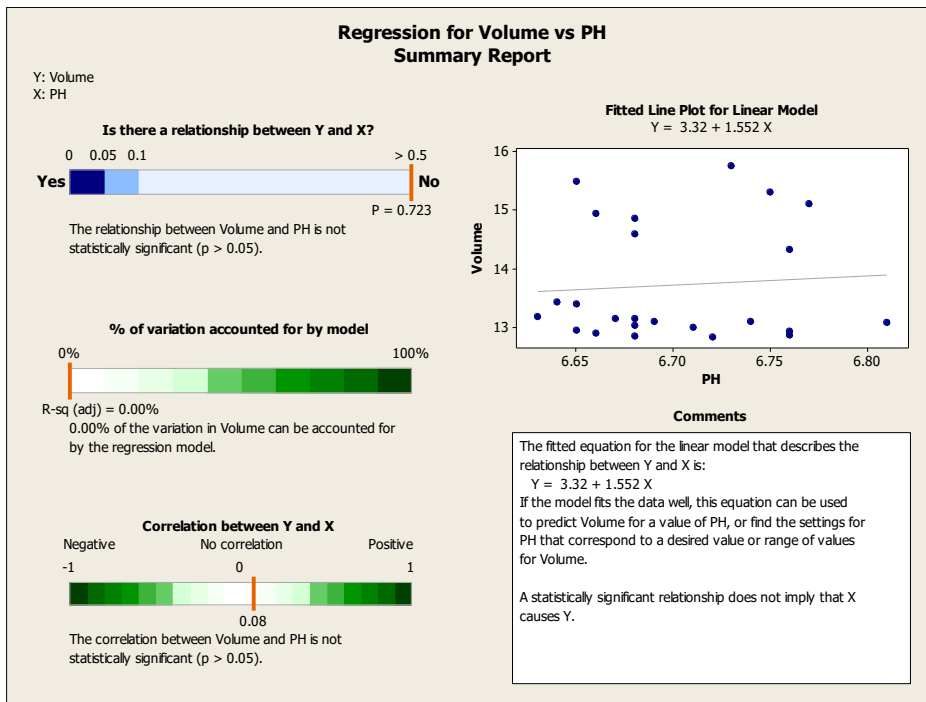 Regression for Volume vs PH
Summary Report
Y: Volume
X: PH
Is there a relationship between Y and X?
0 0.05 0.1 > 0.5
Yes No
P = 0.723
The relationship between Volume and PH is not
statistically significant (p > 0.05).
% of variation accounted for by model
0% 100%
R-sq (adj) = 0.00%
0.00% of the variation in Volume can be accounted for
by the regression model.
Correlation between Y and X
Negative No correlation Positive
-1 0 1
0.08
The correlation between Volume and PH is not
statistically significant (p > 0.05).
Fitted Line Plot for Linear Model
Y = 3.32 + 1.552 X
16
15
14
13
Volume
6.65 6.70 6.75 6.80
PH
Comments
The fitted equation for the linear model that describes the
relationship between Y and X is:
Y = 3.32 + 1.552 X
If the model fits the data well, this equation can be used
to predict Volume for a value of PH, or find the settings for
PH that correspond to a desired value or range of values
for Volume.
A statistically significant relationship does not imply that X
causes Y.